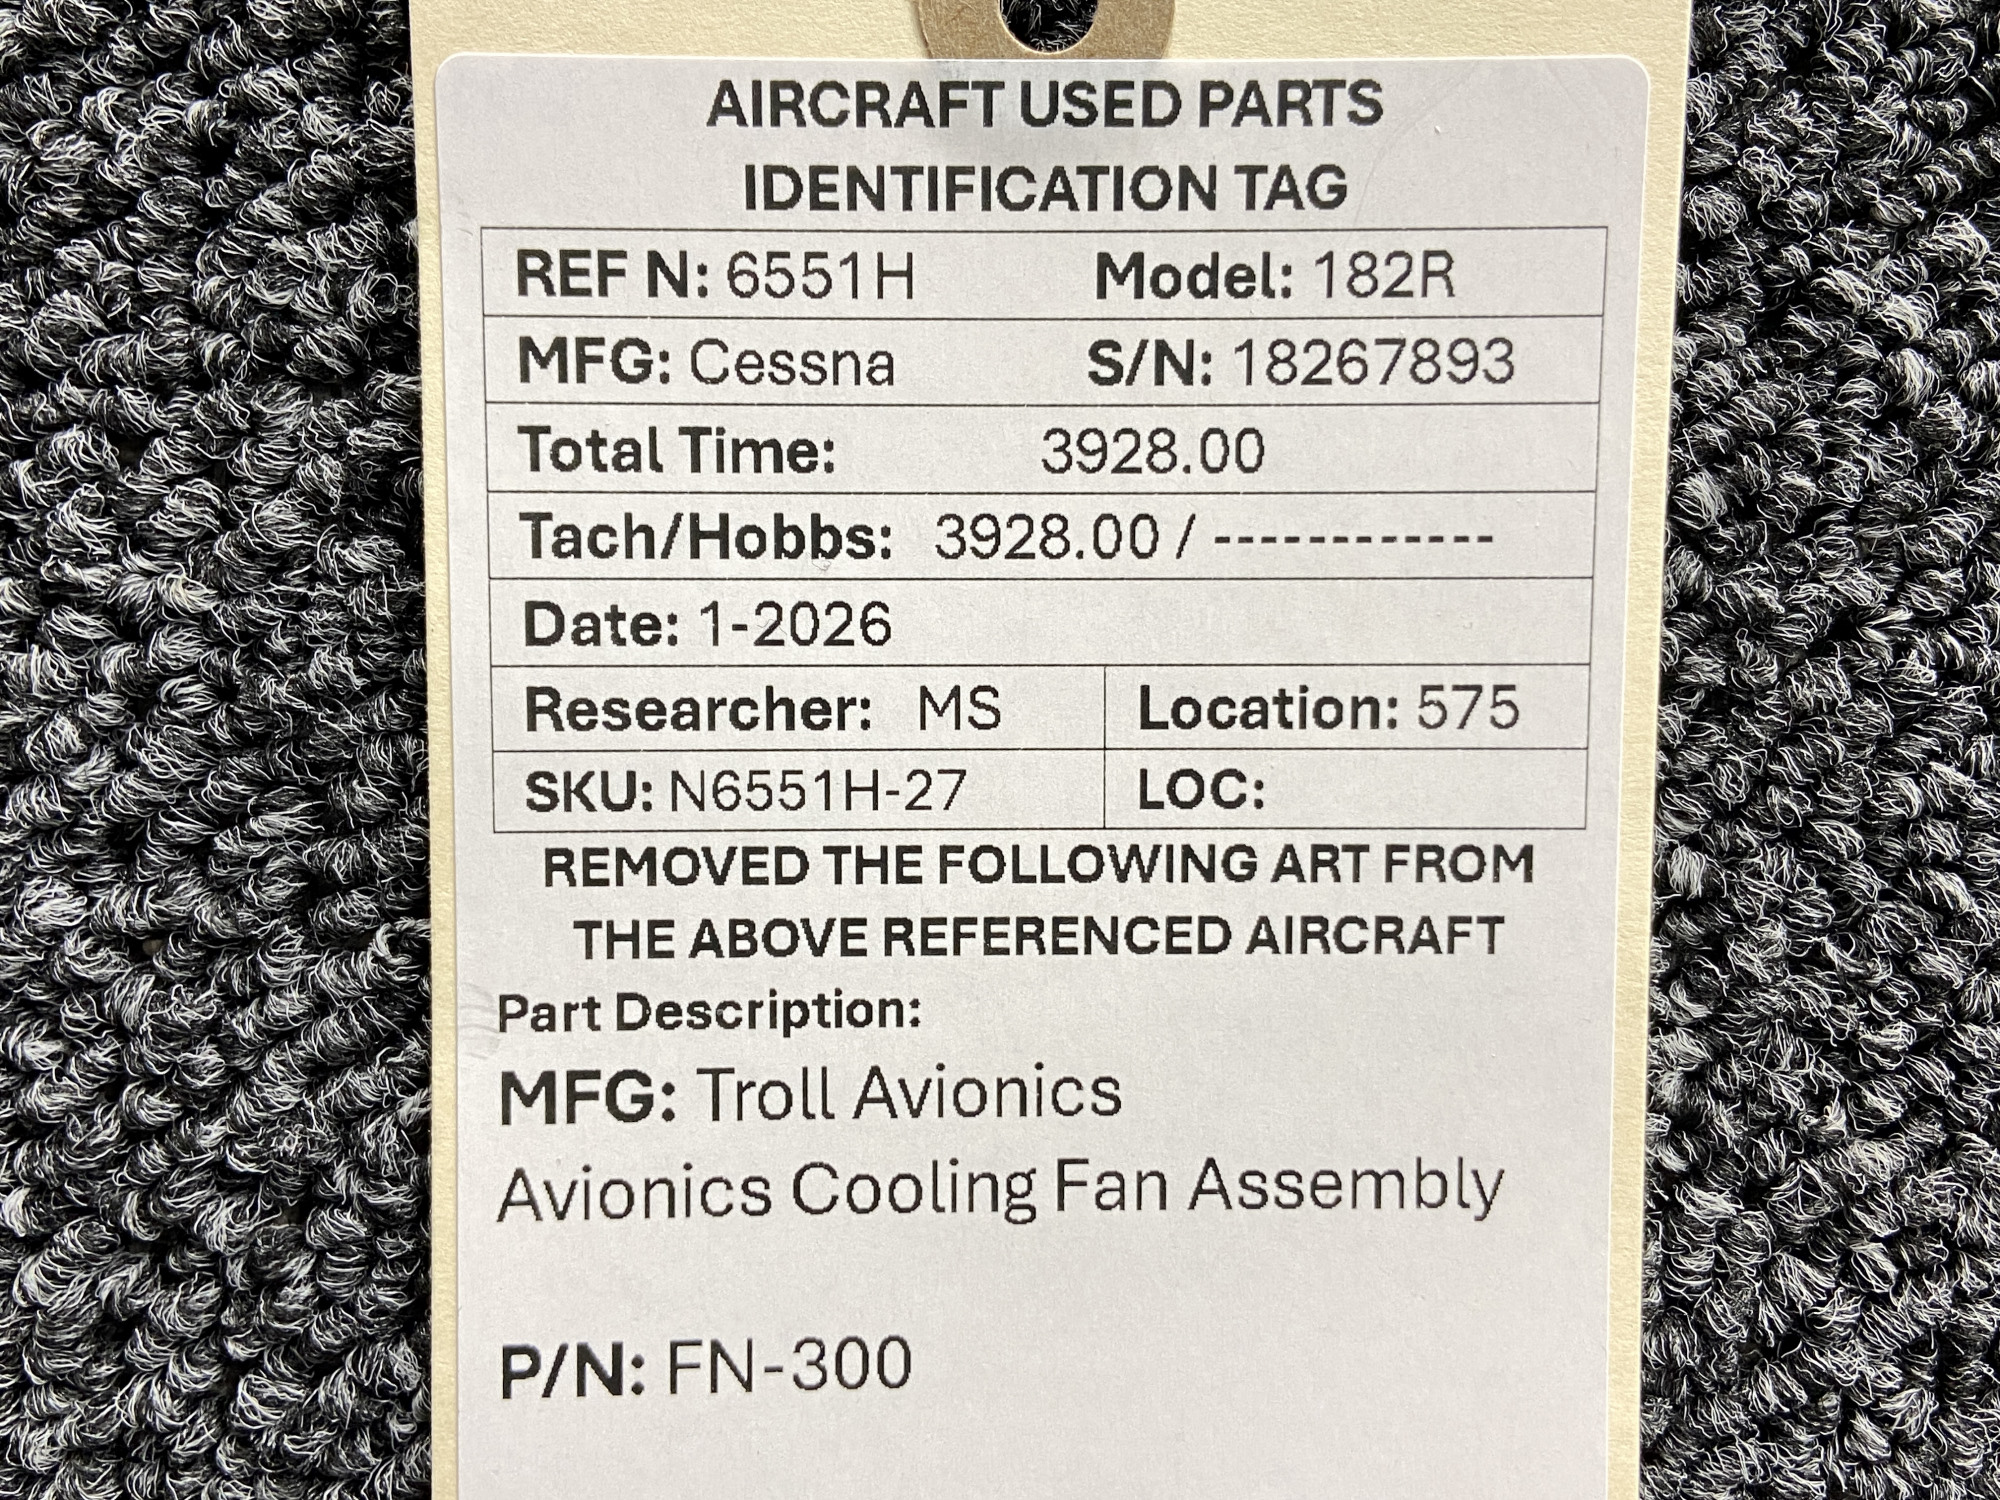 AIRCRAFT USED PARTS
IDENTIFICATION TAG
REF N: 6551H Model: 182R
MFG: Cessna S/N: 18267893
Total Time: 3928.00
Tach/Hobbs: 3928.00 / ------------
Date: 1-2026
Researcher: MS Location: 575
SKU: N6551H-27 LOC:
REMOVED THE FOLLOWING ART FROM
THE ABOVE REFERENCED AIRCRAFT
Part Description:
MFG: Troll Avionics
Avionics Cooling Fan Assembly
P/N: FN-300